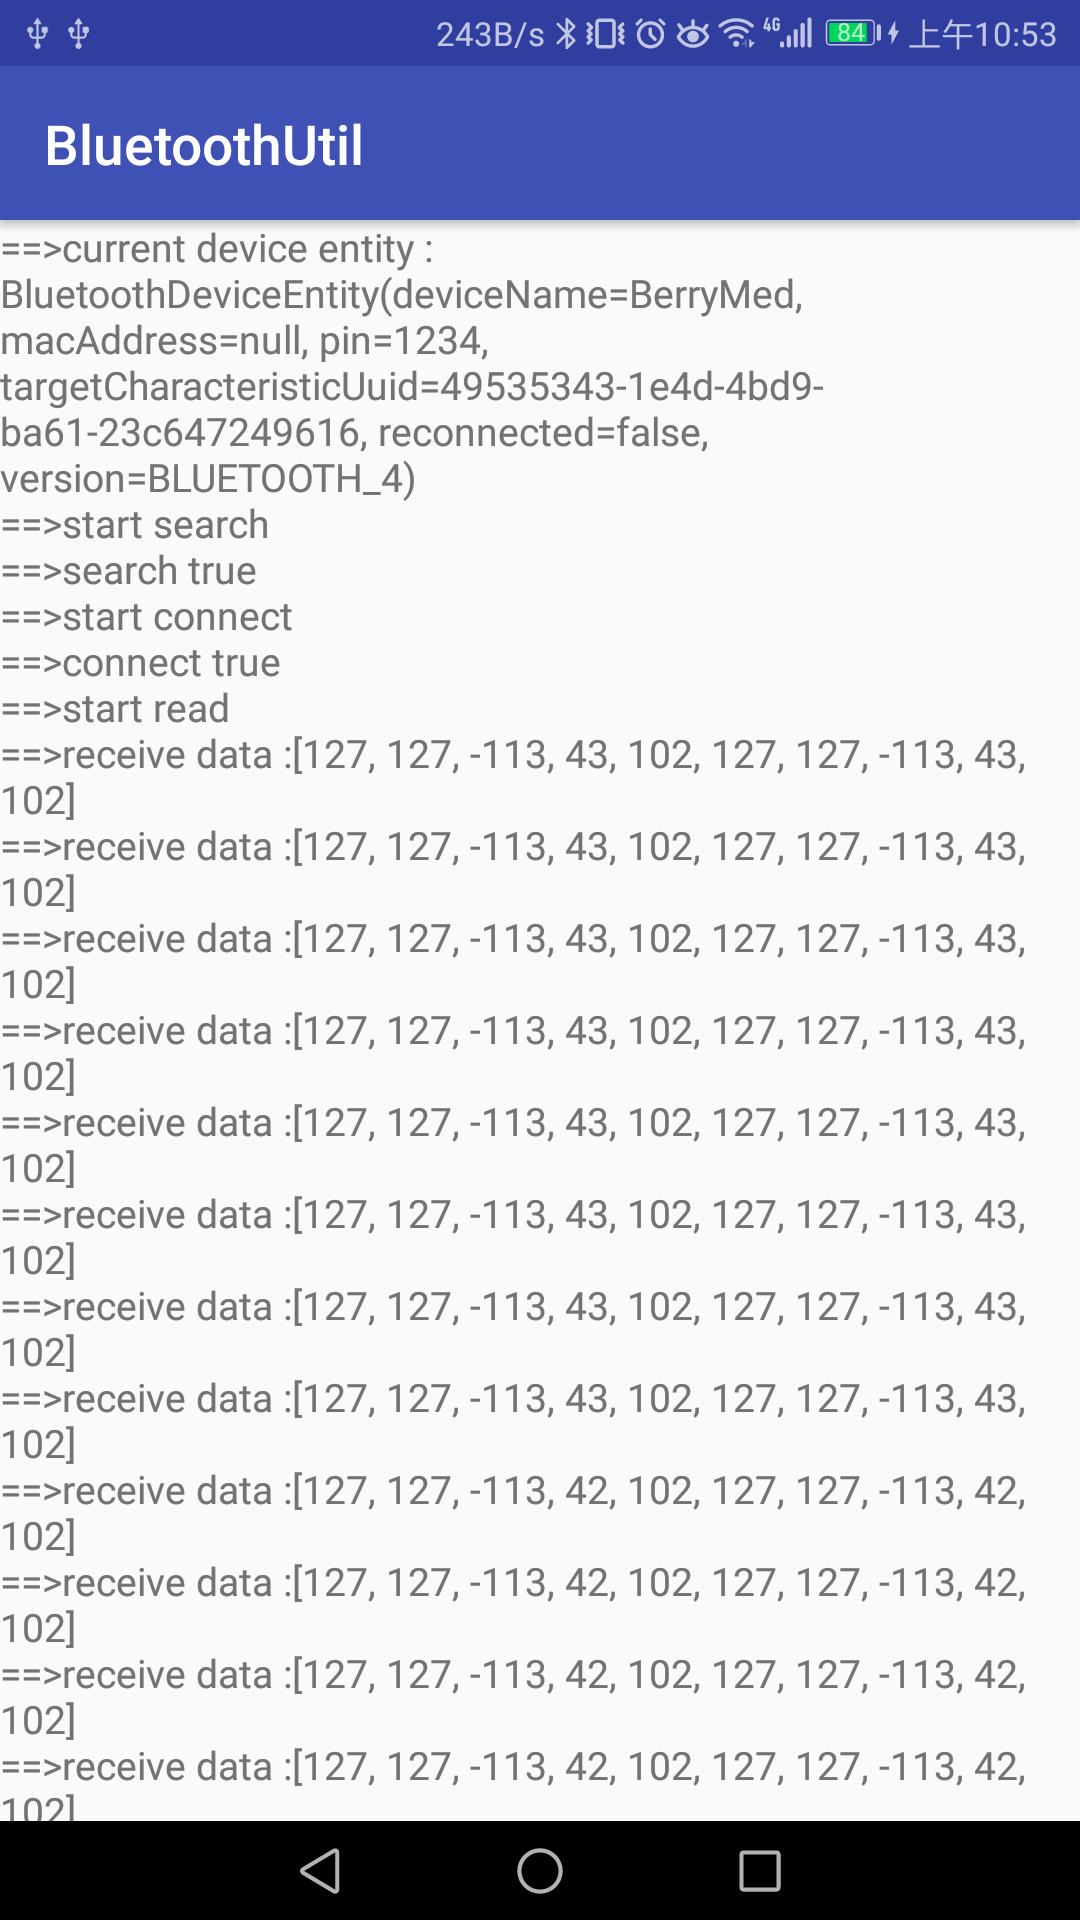 243B/s 4G 84 上午10:53
BluetoothUtil
==>current device entity :
BluetoothDeviceEntity(deviceName=BerryMed,
macAddress=null, pin=1234,
targetCharacteristicUuid=49535343-1e4d-4bd9-
ba61-23c647249616, reconnected=false,
version=BLUETOOTH_4)
==>start search
==>search true
==>start connect
==>connect true
==>start read
==>receive data :[127, 127, -113, 43, 102, 127, 127, -113, 43,
102]
==>receive data :[127, 127, -113, 43, 102, 127, 127, -113, 43,
102]
==>receive data :[127, 127, -113, 43, 102, 127, 127, -113, 43,
102]
==>receive data :[127, 127, -113, 43, 102, 127, 127, -113, 43,
102]
==>receive data :[127, 127, -113, 43, 102, 127, 127, -113, 43,
102]
==>receive data :[127, 127, -113, 43, 102, 127, 127, -113, 43,
102]
==>receive data :[127, 127, -113, 43, 102, 127, 127, -113, 43,
102]
==>receive data :[127, 127, -113, 43, 102, 127, 127, -113, 43,
102]
==>receive data :[127, 127, -113, 42, 102, 127, 127, -113, 42,
102]
==>receive data :[127, 127, -113, 42, 102, 127, 127, -113, 42,
102]
==>receive data :[127, 127, -113, 42, 102, 127, 127, -113, 42,
102]
==>receive data :[127, 127, -113, 42, 102, 127, 127, -113, 42,
102]